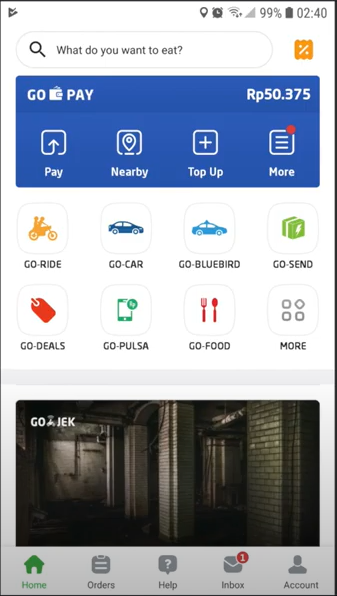 99% 02:40
What do you want to eat?
GO PAY Rp50.375
Pay Nearby Top Up More
GO-RIDE GO-CAR GO-BLUEBIRD GO-SEND
GO-DEALS GO-PULSA GO-FOOD MORE
GO JEK
1
Home Orders Help Inbox Account